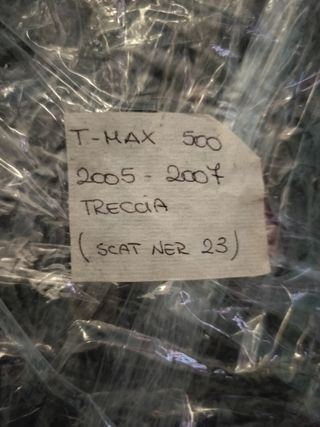 T-MAX 500
2005 - 2007
TRECCIA
(SCAT NER 23)